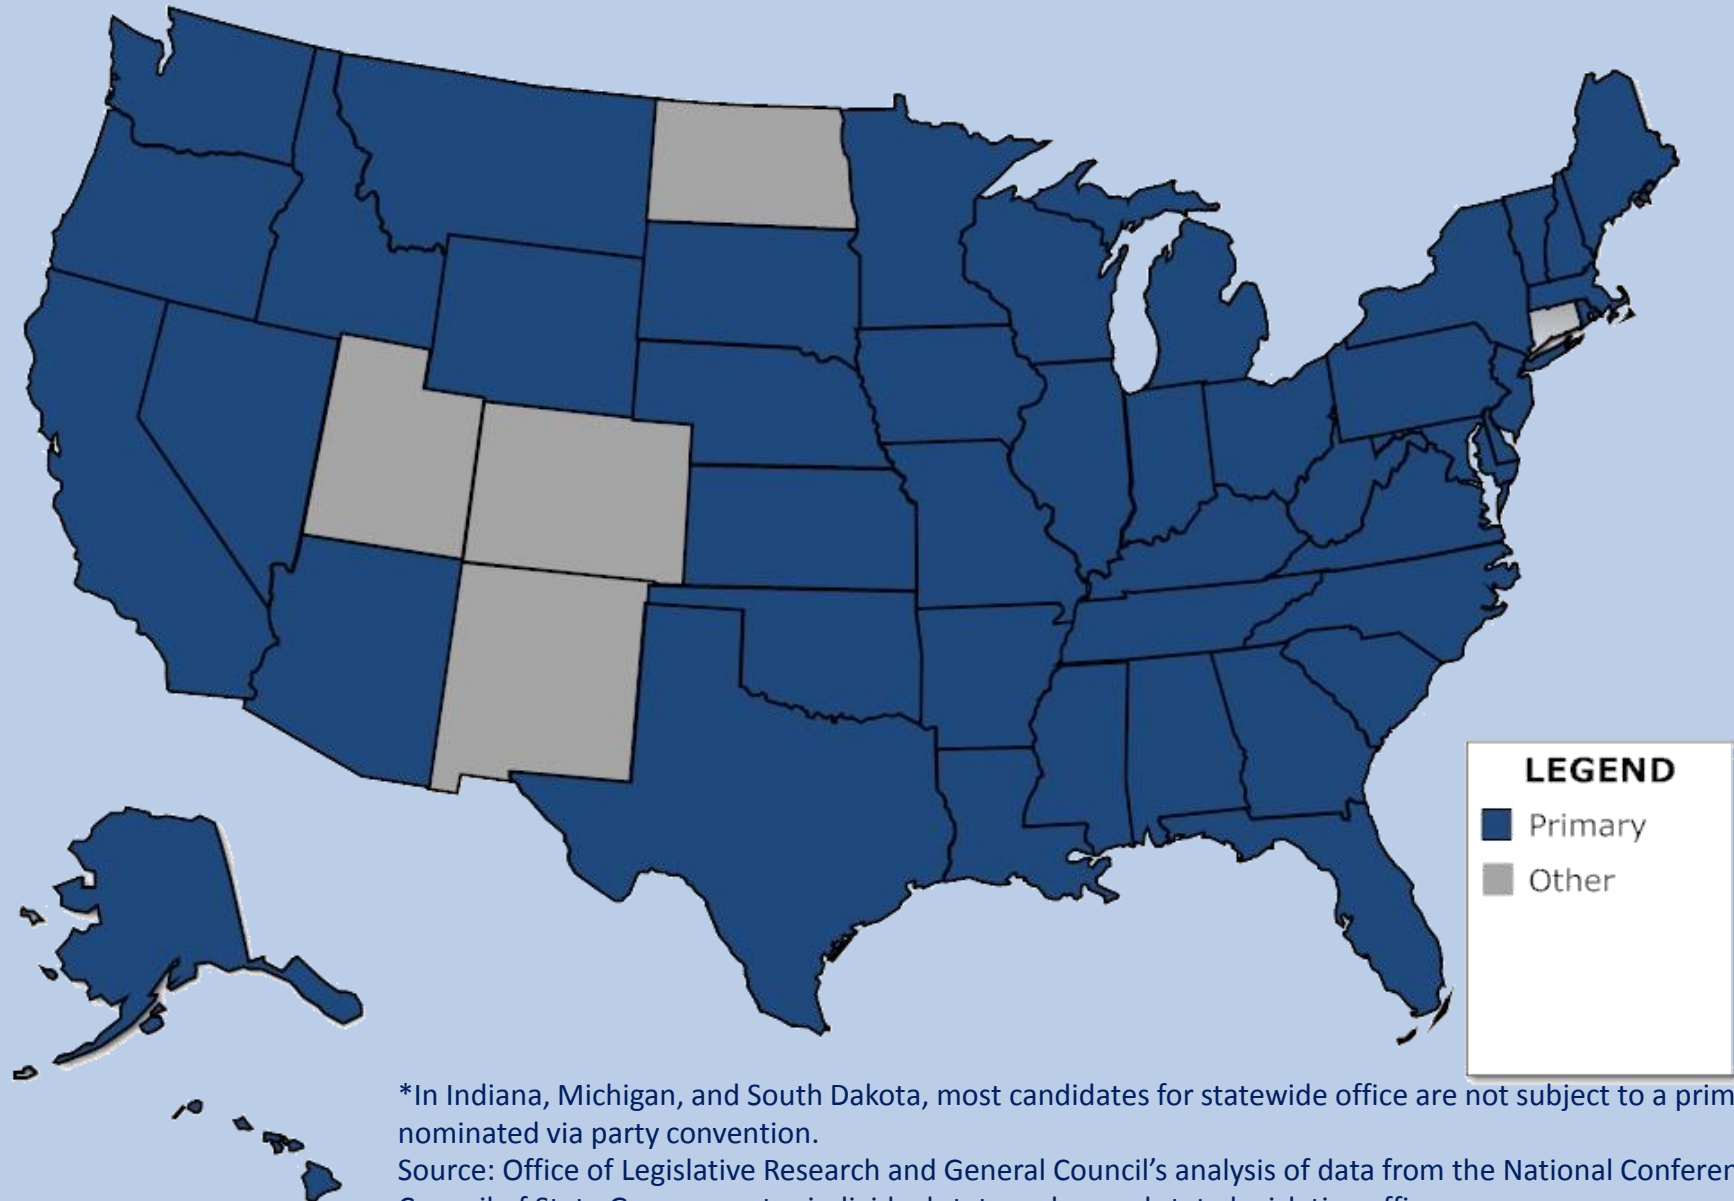 LEGEND
Primary
Other
*In Indiana, Michigan, and South Dakota, most candidates for statewide office are not subject to a prim
nominated via party convention.
Source: Office of Legislative Research and General Council's analysis of data from the National Conferen